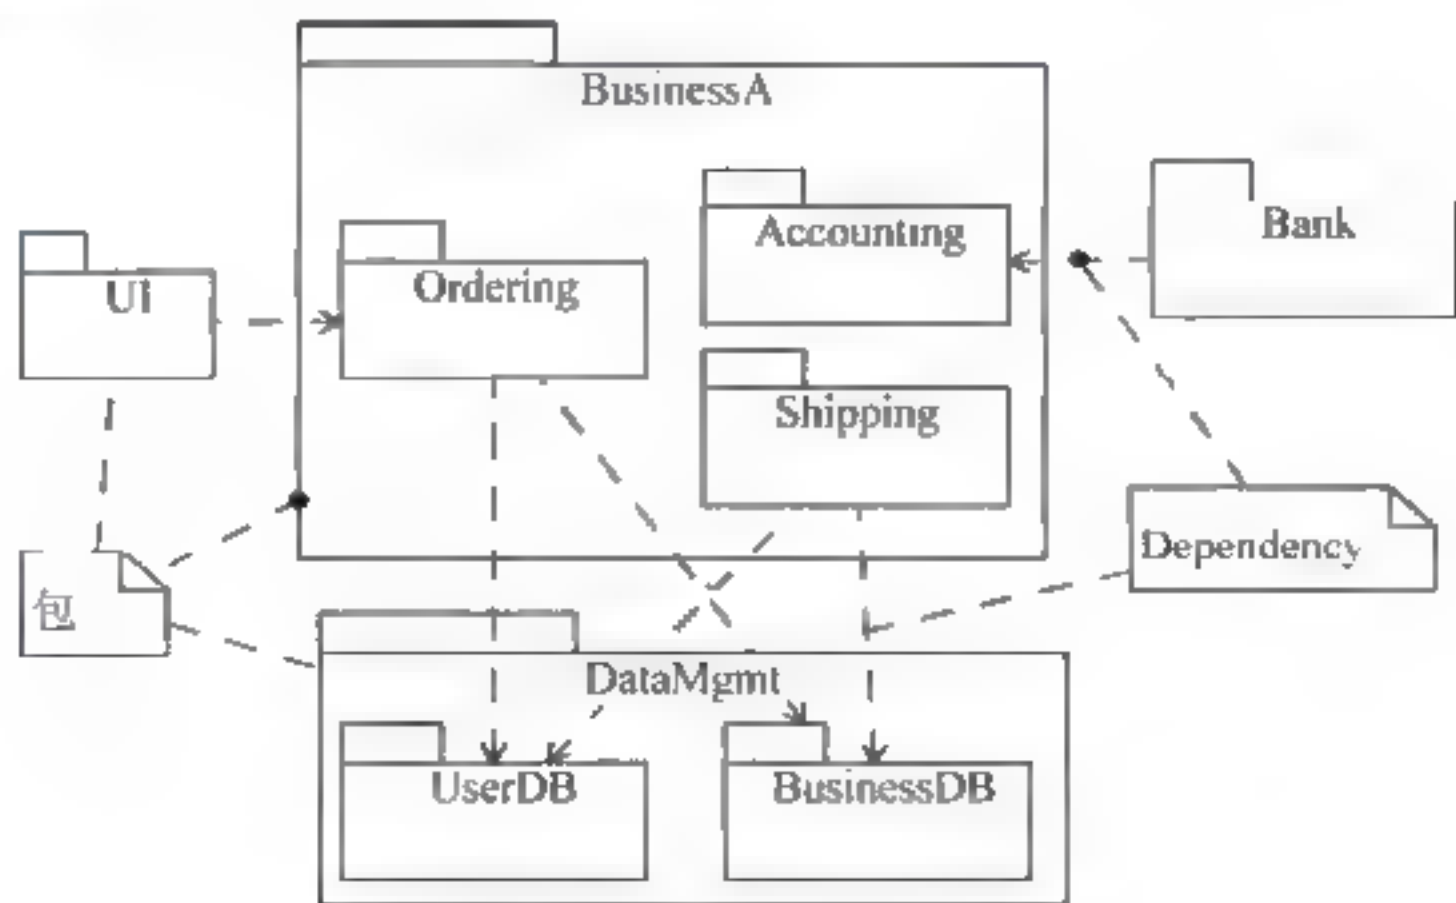 BusinessA
Accounting
Bank
UI
Ordering
Shipping
Dependency
包
DataMgmt
UserDB
BusinessDB